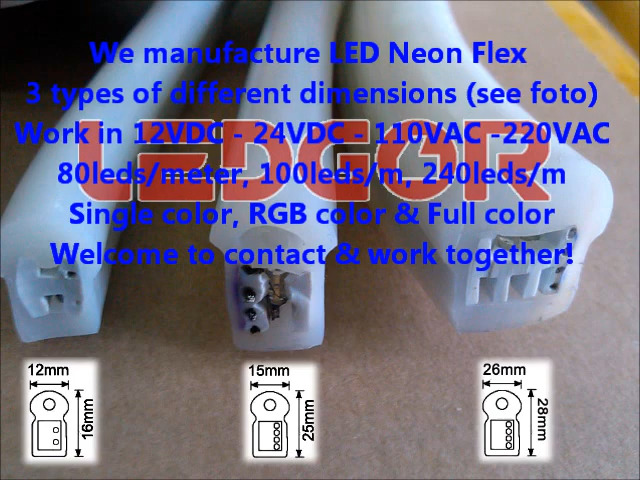 We manufacture LED Neon Flex
3 types of different dimensions (see foto)
Work in 12VDC - 24VDC - 110VAC -220VAC
LEDGOR
80leds/meter, 100leds/m, 240leds/m
Single color, RGB color & Full color
Welcome to contact & work together!
12mm
16mm
15mm
25mm
26mm
28mm